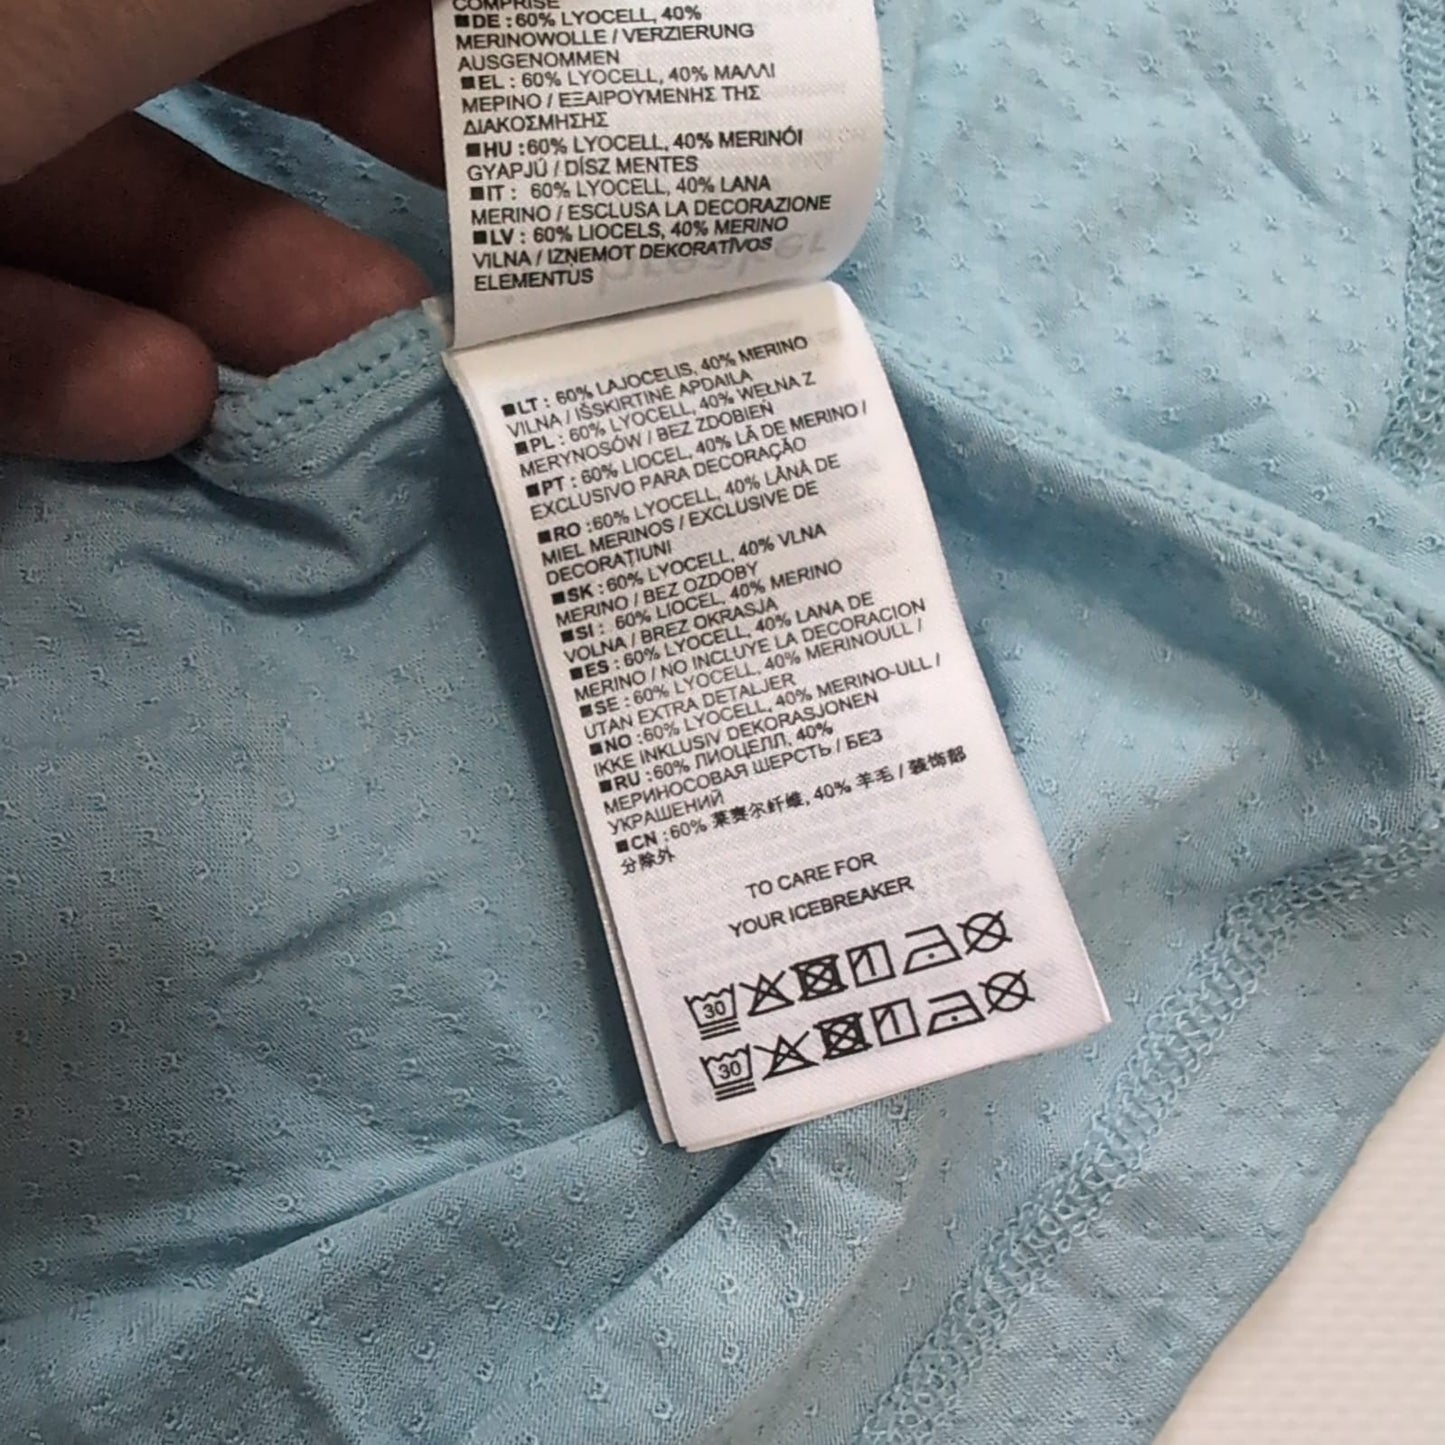 COMPRISE
■DE : 60% LYOCELL, 40%
MERINOWOLLE / VERZIERUNG
AUSGENOMMEN
■EL : 60% LYOCELL, 40% ΜΑΛΛΙ
ΜΕΡΙΝΟ / ΕΞΑΙΡΟΥΜΕΝΗΣ ΤΗΣ
ΔΙΑΚΟΣΜΗΣΗΣ
■HU : 60% LYOCELL, 40% MERINÓI
GYAPJÚ / DÍSZ MENTES
■IT : 60% LYOCELL, 40% LANA
MERINO / ESCLUSA LA DECORAZIONE
■LV : 60% LIOCELS, 40% MERINO
VILNA / IZŅEMOT DEKORATĪVOS
ELEMENTUS
■LT : 60% LAJOCELIS, 40% MERINO
VILNA / IŠSKIRTINĖ APDAILA
■PL : 60% LYOCELL, 40% WEŁNA Z
MERYNOSÓW / BEZ ZDOBIEŃ
■PT : 60% LIOCEL, 40% LÃ DE MERINO /
EXCLUSIVO PARA DECORAÇÃO
■RO : 60% LYOCELL, 40% LÂNĂ DE
MIEL MERINOS / EXCLUSIVE DE
DECORAȚIUNI
■SK : 60% LYOCELL, 40% VLNA
MERINO / BEZ OZDOBY
■SI : 60% LIOCEL, 40% MERINO
VOLNA / BREZ OKRASJA
■ES : 60% LYOCELL, 40% LANA DE
MERINO / NO INCLUYE LA DECORACION
■SE : 60% LYOCELL, 40% MERINOULL /
UTAN EXTRA DETALJER
■NO : 60% LYOCELL, 40% MERINO-ULL /
IKKE INKLUSIV DEKORASJONEN
■RU : 60% ЛИОЦЕЛЛ, 40%
МЕРИНОСОВАЯ ШЕРСТЬ / БЕЗ
УКРАШЕНИЙ
■CN : 60% 莱赛尔纤维, 40% 羊毛 / 装饰部
分除外
TO CARE FOR
YOUR ICEBREAKER
30
30